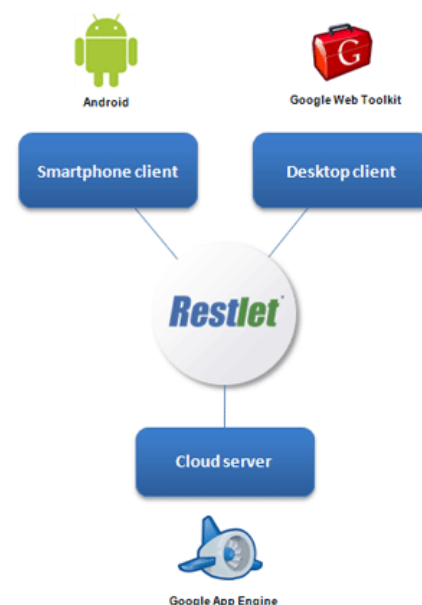 Android
Google Web Toolkit
Smartphone client
Desktop client
G
Restlet
Cloud server
Google App Engine